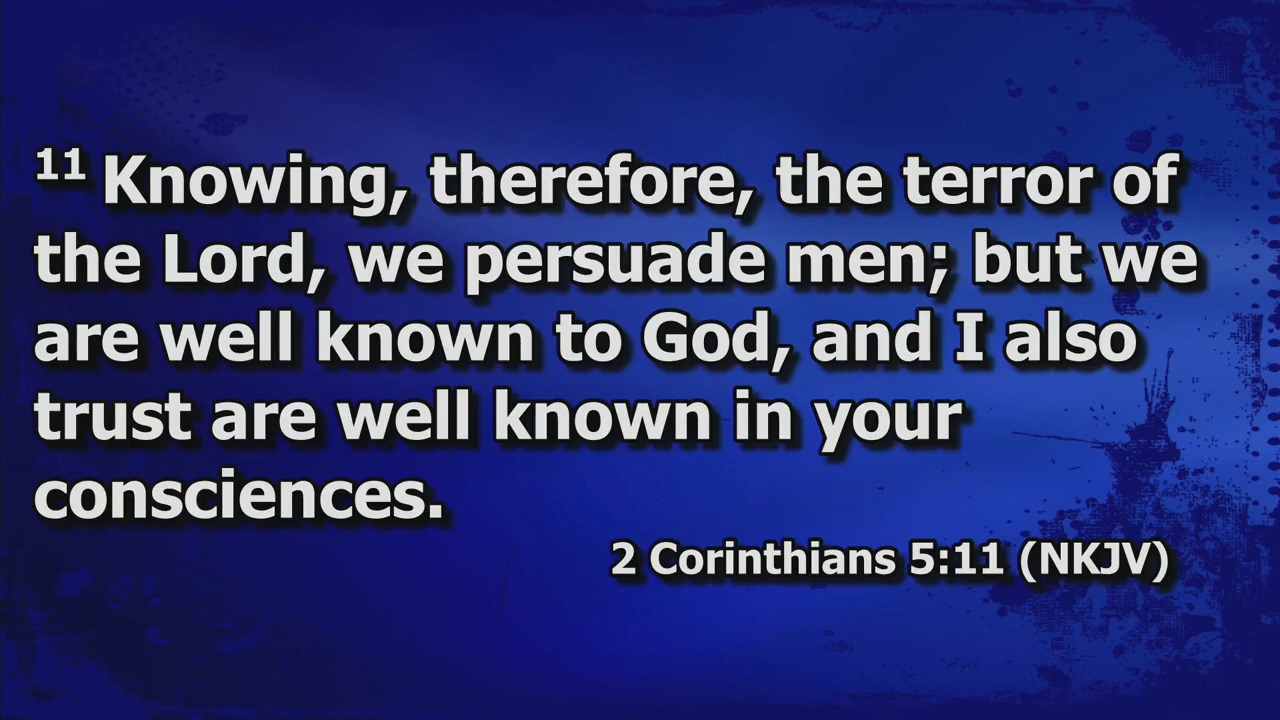 11 Knowing, therefore, the terror of
the Lord, we persuade men; but we
are well known to God, and I also
trust are well known in your
consciences.
2 Corinthians 5:11 (NKJV)